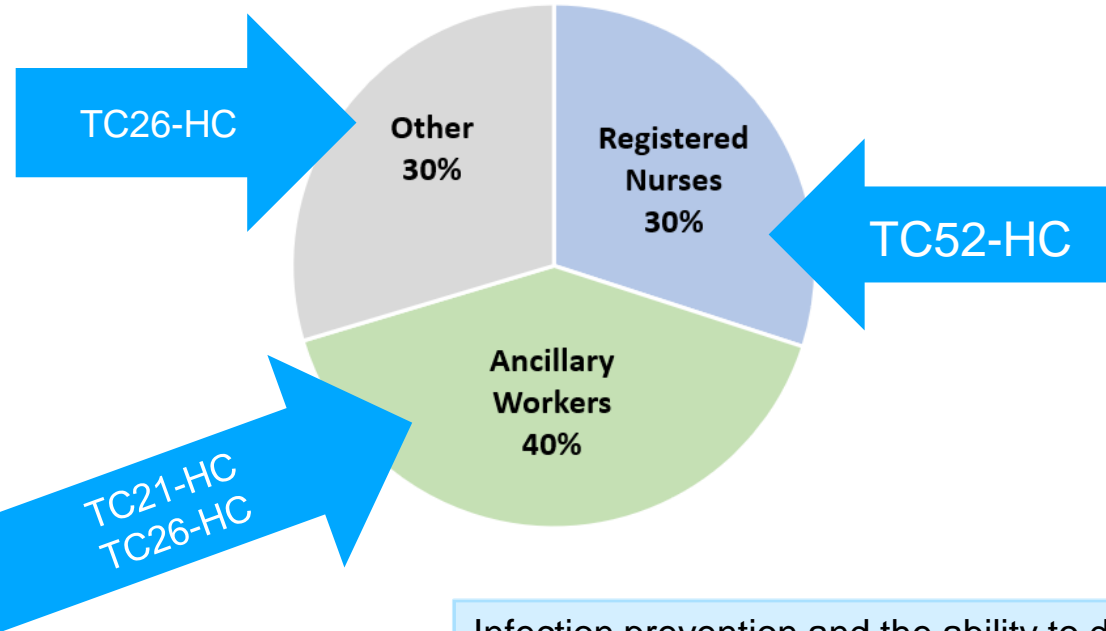 TC26-HC
Other
30%
Registered
Nurses
30%
TC52-HC
Ancillary
Workers
40%
TC21-HC
TC26-HC
Infection prevention and the ability to d